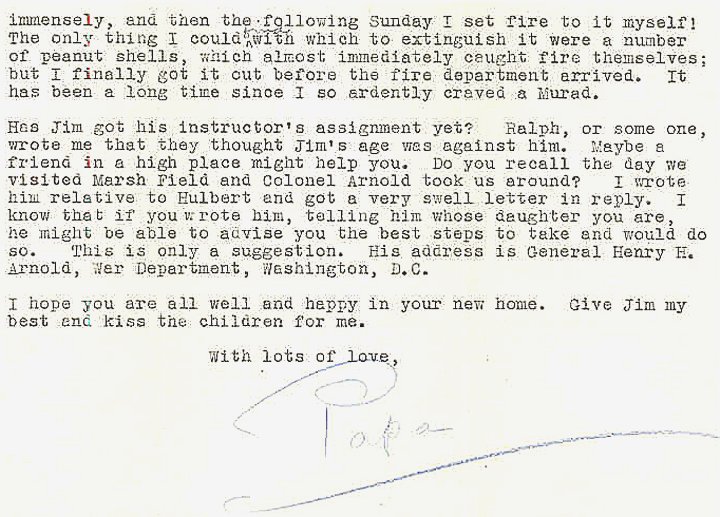 immensely, and then the following Sunday I set fire to it myself!
The only thing I could with which to extinguish it were a number
of peanut shells, which almost immediately caught fire themselves;
but I finally got it out before the fire department arrived. It
has been a long time since I so ardently craved a Murad.
Has Jim got his instructor's assignment yet? Ralph, or some one,
wrote me that they thought Jim's age was against him. Maybe a
friend in a high place might help you. Do you recall the day we
visited Marsh Field and Colonel Arnold took us around? I wrote
him relative to Hulbert and got a very swell letter in reply. I
know that if you wrote him, telling him whose daughter you are,
he might be able to advise you the best steps to take and would do
so. This is only a suggestion. His address is General Henry H.
Arnold, War Department, Washington, D.C.
I hope you are all well and happy in your new home. Give Jim my
best and kiss the children for me.
With lots of love,
Papa